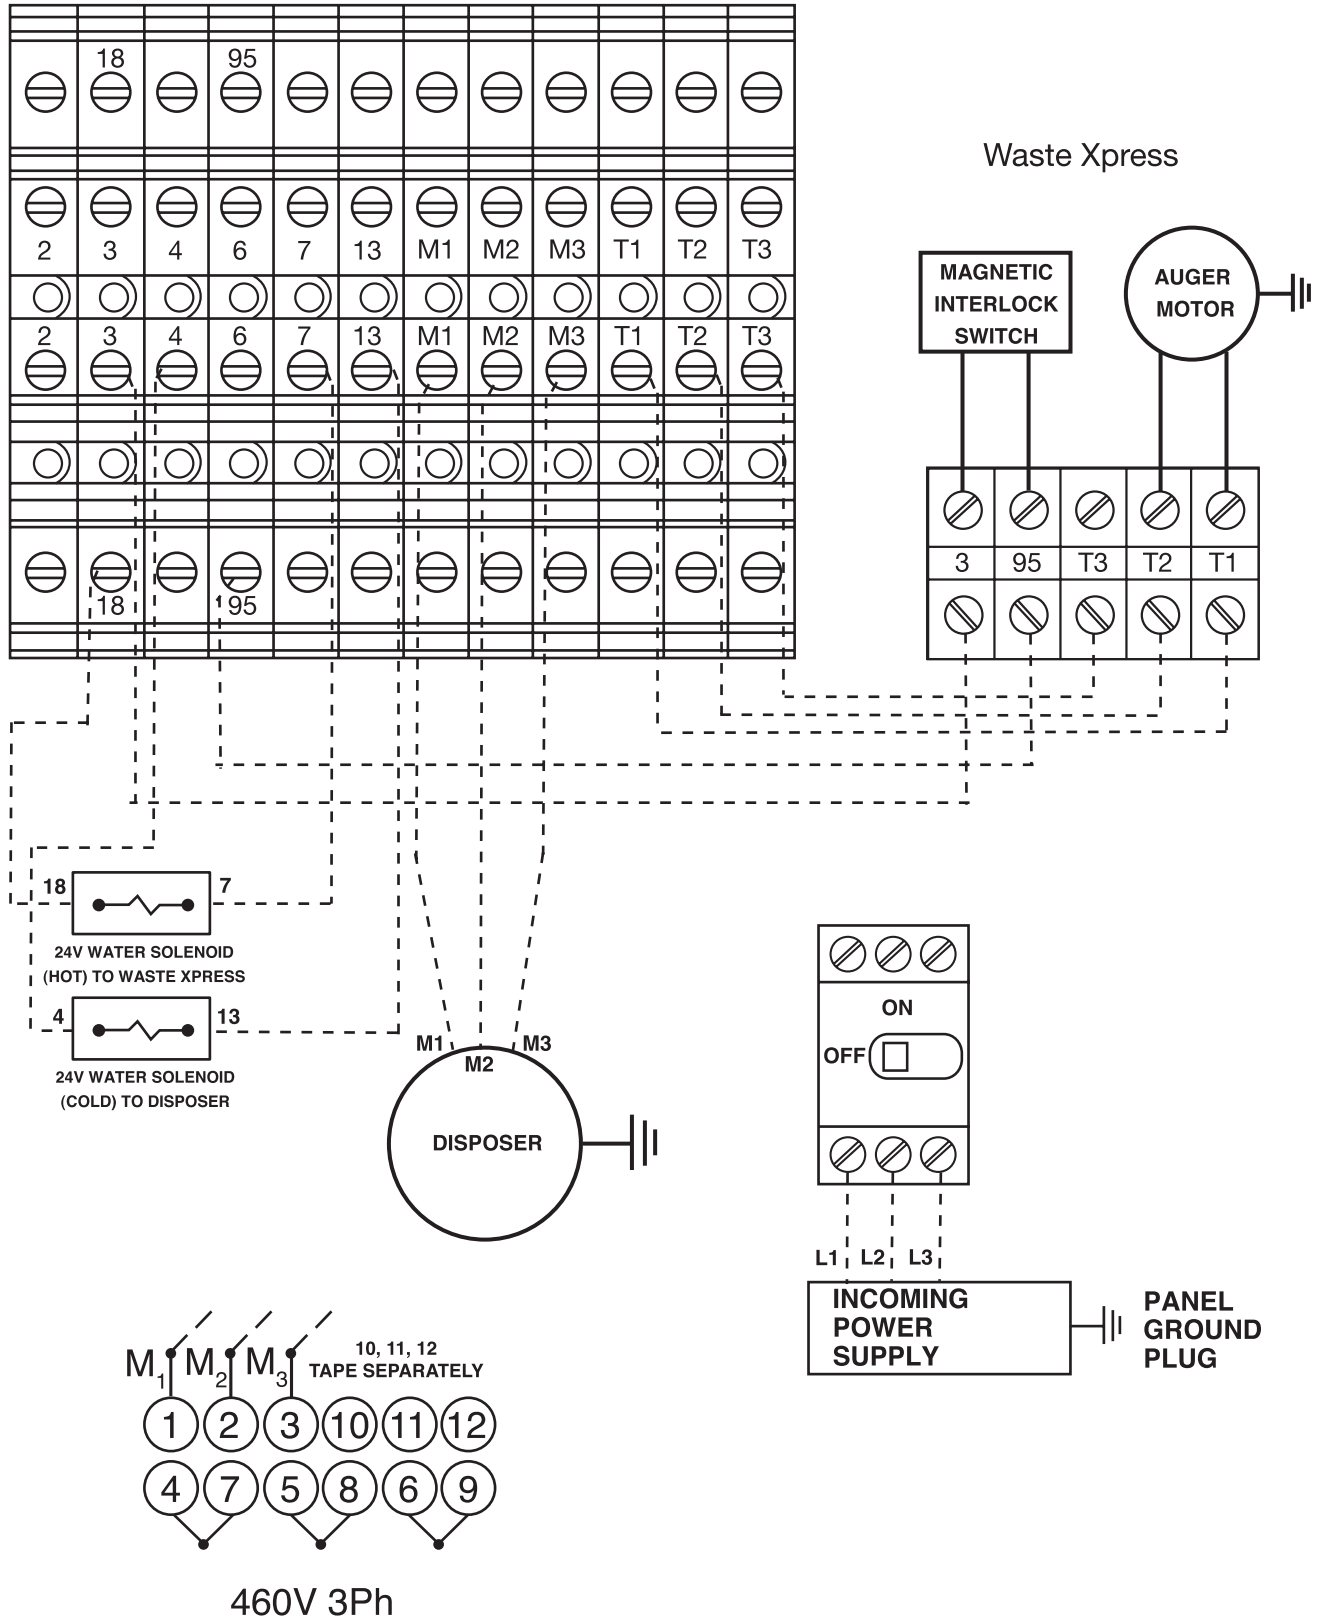 18 95
2 3 4 6 7 13 M1 M2 M3 T1 T2 T3
2 3 4 6 7 13 M1 M2 M3 T1 T2 T3
18 95
Waste Xpress
MAGNETIC
INTERLOCK
SWITCH
AUGER
MOTOR
3 95 T3 T2 T1
18 7
24V WATER SOLENOID
(HOT) TO WASTE XPRESS
4 13
24V WATER SOLENOID
(COLD) TO DISPOSER
M1 M3
M2
DISPOSER
ON
OFF
L1 L2 L3
INCOMING
POWER
SUPPLY
PANEL
GROUND
PLUG
M1 M2 M3
10, 11, 12
TAPE SEPARATELY
1 2 3 10 11 12
4 7 5 8 6 9
460V 3Ph